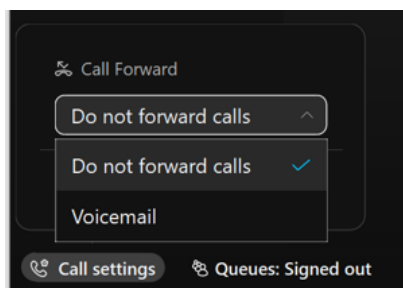 Call Forward
Do not forward calls
Do not forward calls
Voicemail
Call settings Queues: Signed out